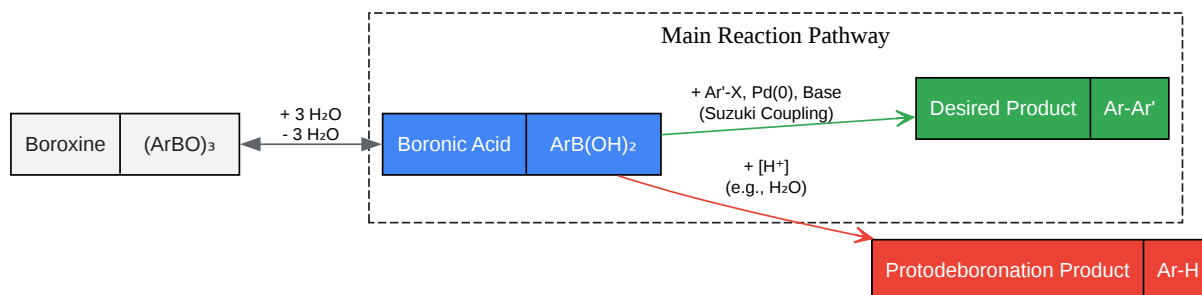 Main Reaction Pathway
Boroxine
(ArBO)₃
+ 3 H₂O
- 3 H₂O
Boronic Acid
ArB(OH)₂
+ Ar'-X, Pd(0), Base
(Suzuki Coupling)
Desired Product
Ar-Ar'
+ [H⁺]
(e.g., H₂O)
Protodeboronation Product
Ar-H